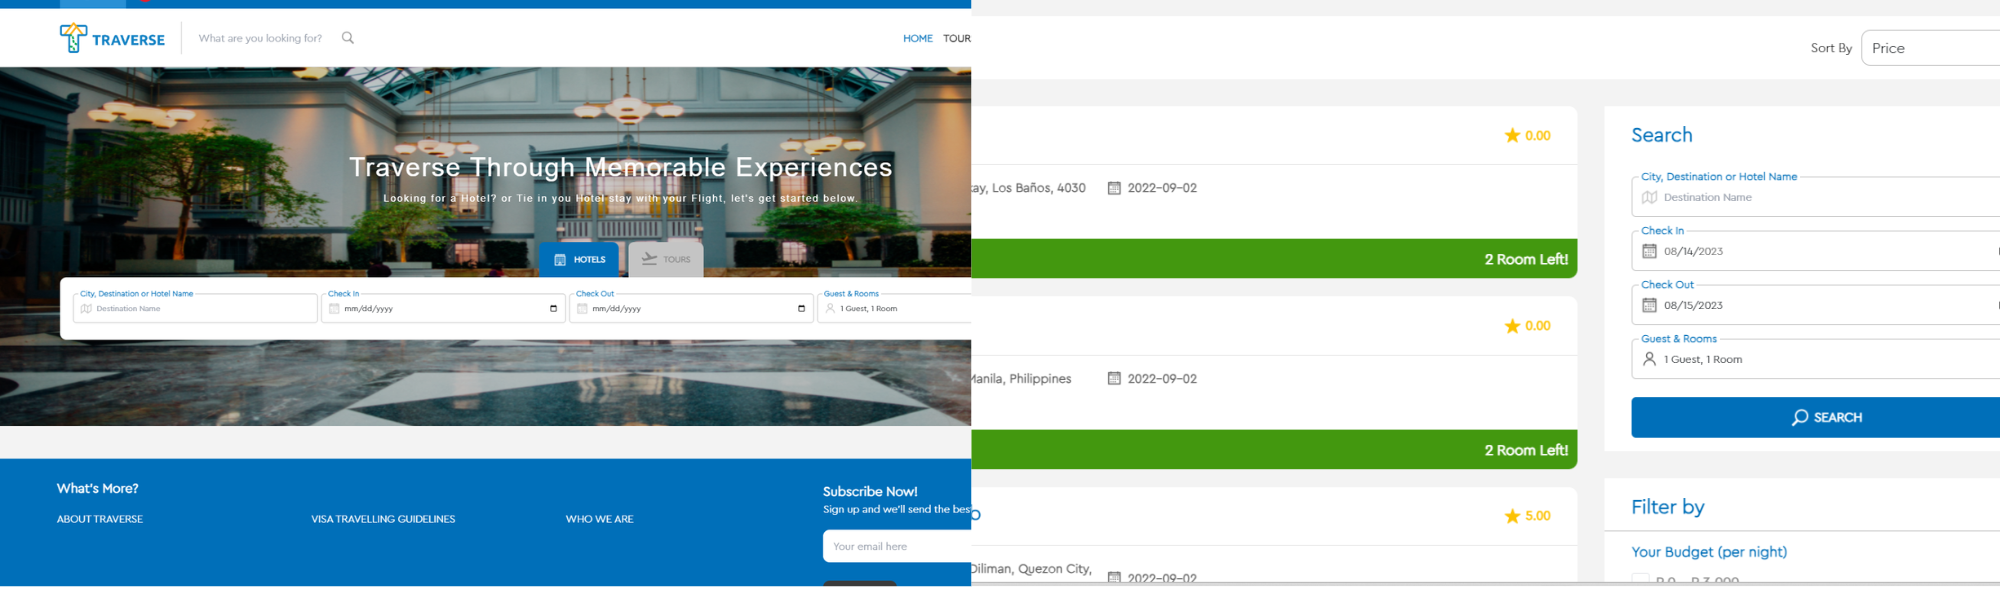 TRAVERSE
What are you looking for?
HOME TOUR
Traverse Through Memorable Experiences
Looking for a Hotel? or Tie in you Hotel stay with your Flight, let's get started below.
HOTELS
TOURS
City, Destination or Hotel Name
Destination Name
Check In
mm/dd/yyyy
Check Out
mm/dd/yyyy
Guest & Rooms
1 Guest, 1 Room
What's More?
ABOUT TRAVERSE
VISA TRAVELLING GUIDELINES
WHO WE ARE
Subscribe Now!
Sign up and we'll send the bes
Your email here
Sort By Price
0.00
ay, Los Baños, 4030
2022-09-02
2 Room Left!
0.00
Manila, Philippines
2022-09-02
2 Room Left!
O
5.00
Diliman, Quezon City,
2022-09-02
Search
City, Destination or Hotel Name
Destination Name
Check In
08/14/2023
Check Out
08/15/2023
Guest & Rooms
1 Guest, 1 Room
SEARCH
Filter by
Your Budget (per night)